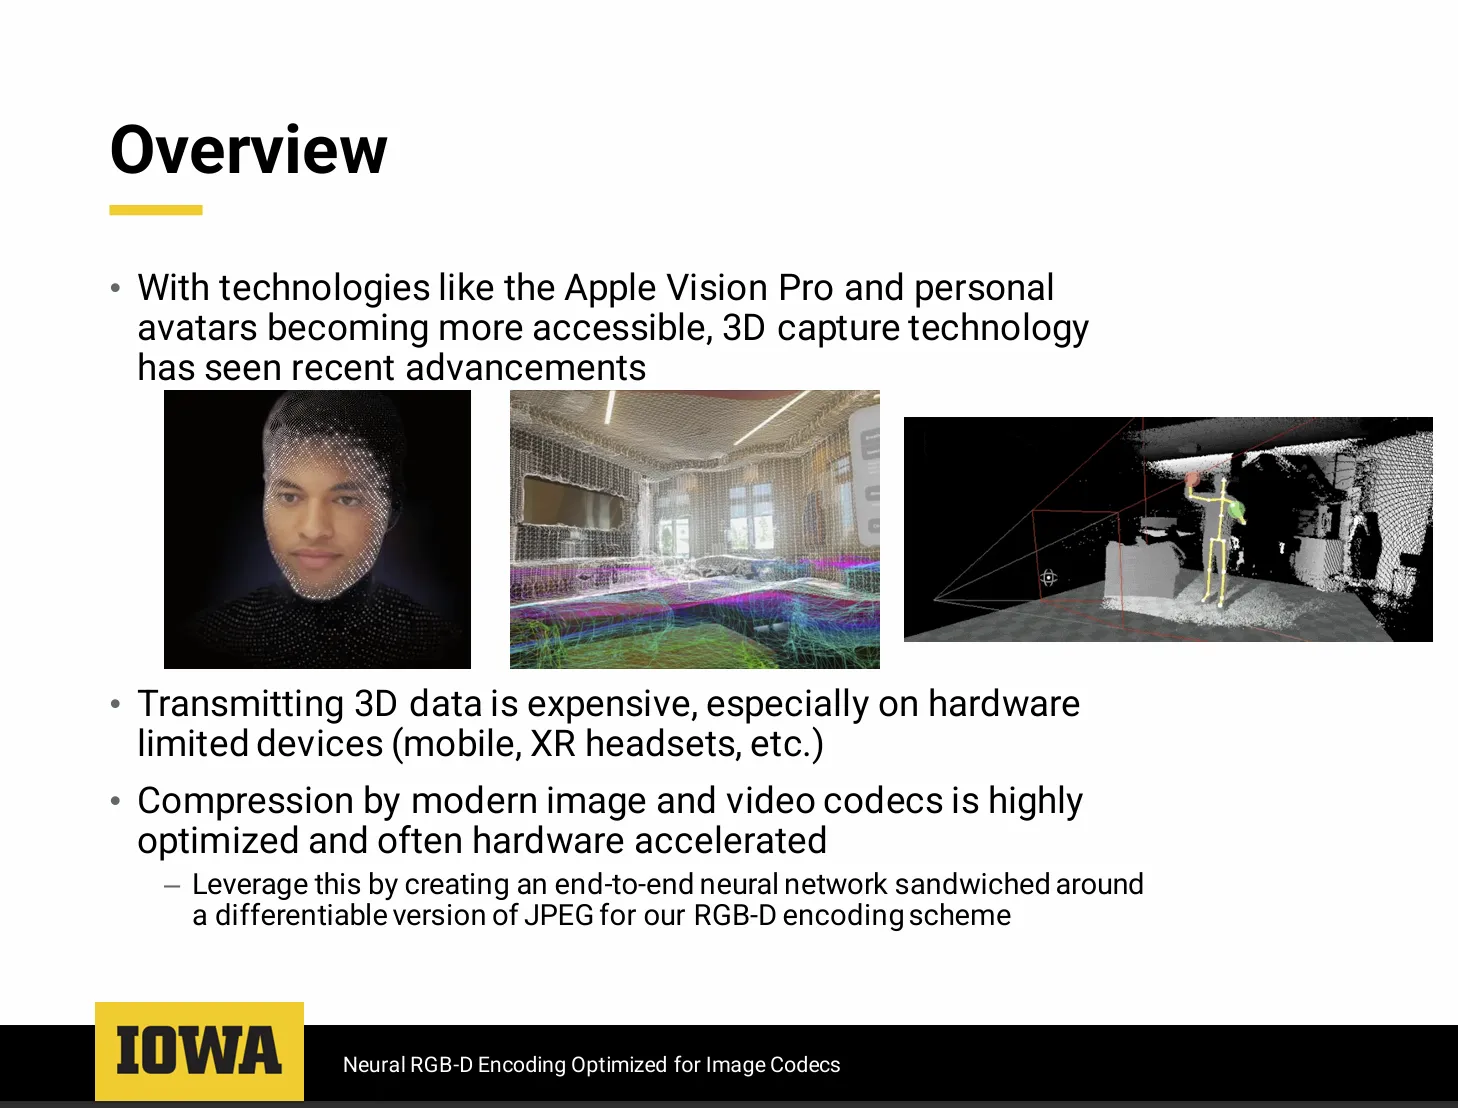 Overview
• With technologies like the Apple Vision Pro and personal
avatars becoming more accessible, 3D capture technology
has seen recent advancements
• Transmitting 3D data is expensive, especially on hardware
limited devices (mobile, XR headsets, etc.)
• Compression by modern image and video codecs is highly
optimized and often hardware accelerated
– Leverage this by creating an end-to-end neural network sandwiched around
a differentiable version of JPEG for our RGB-D encoding scheme
IOWA
Neural RGB-D Encoding Optimized for Image Codecs